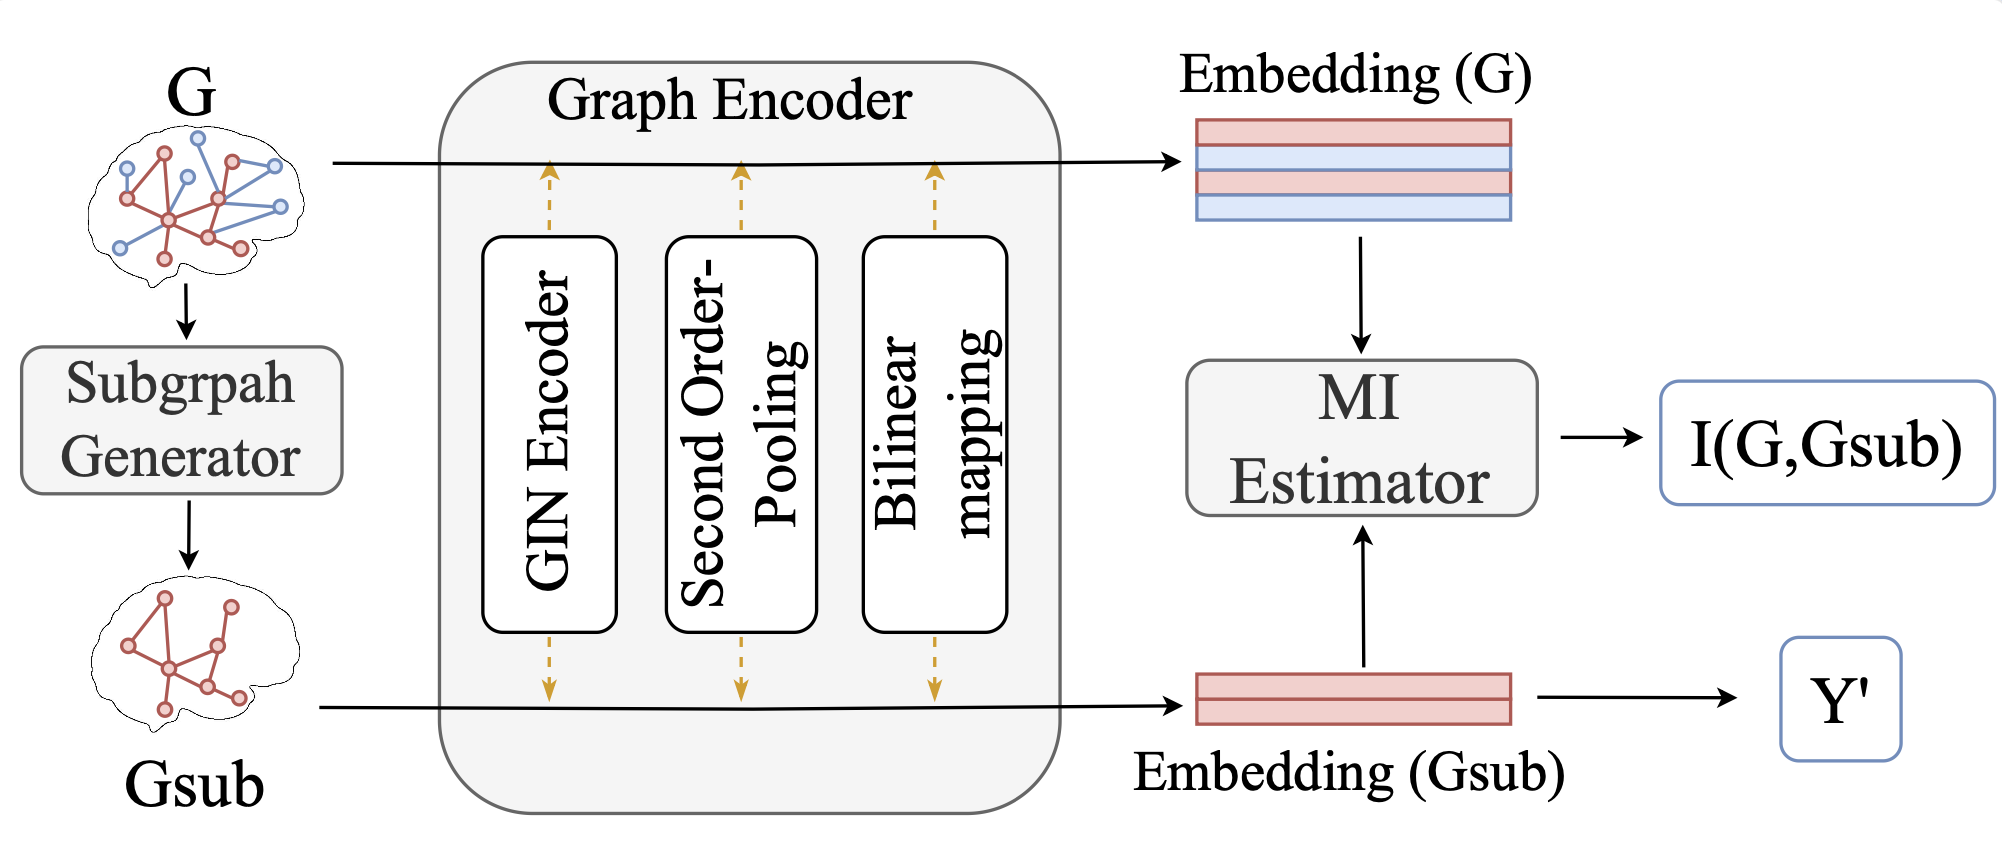 G
Subgrpah
Generator
Gsub
Graph Encoder
GIN Encoder
Second Order-
Pooling
Bilinear
mapping
Embedding (G)
MI
Estimator
I(G,Gsub)
Embedding (Gsub)
Y'